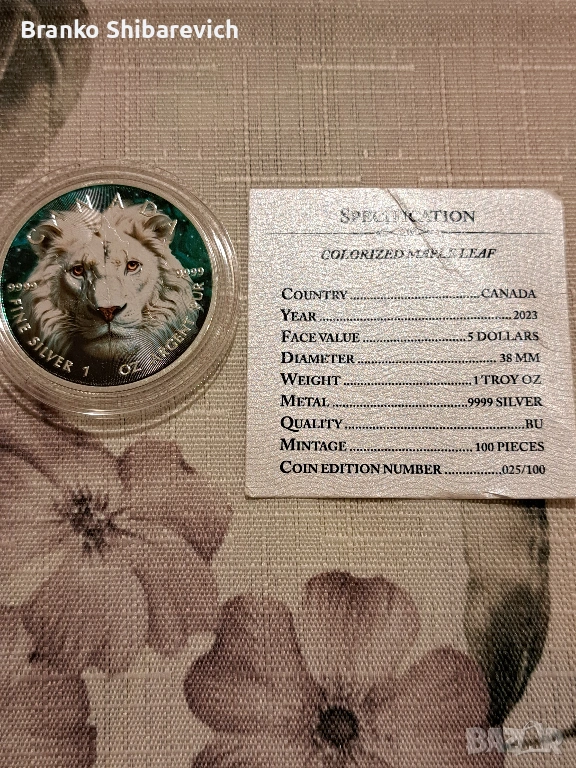 Branko Shibarevich
CANADA
9999 9999
FINE SILVER 1 OZ ARGENT PUR
SPECIFICATION
COLORIZED MAPLE LEAF
COUNTRY..............................CANADA
YEAR..............................2023
FACE VALUE..............................5 DOLLARS
DIAMETER..............................38 MM
WEIGHT..............................1 TROY OZ
METAL..............................9999 SILVER
QUALITY..............................BU
MINTAGE..............................100 PIECES
COIN EDITION NUMBER...............025/100
BAZAR